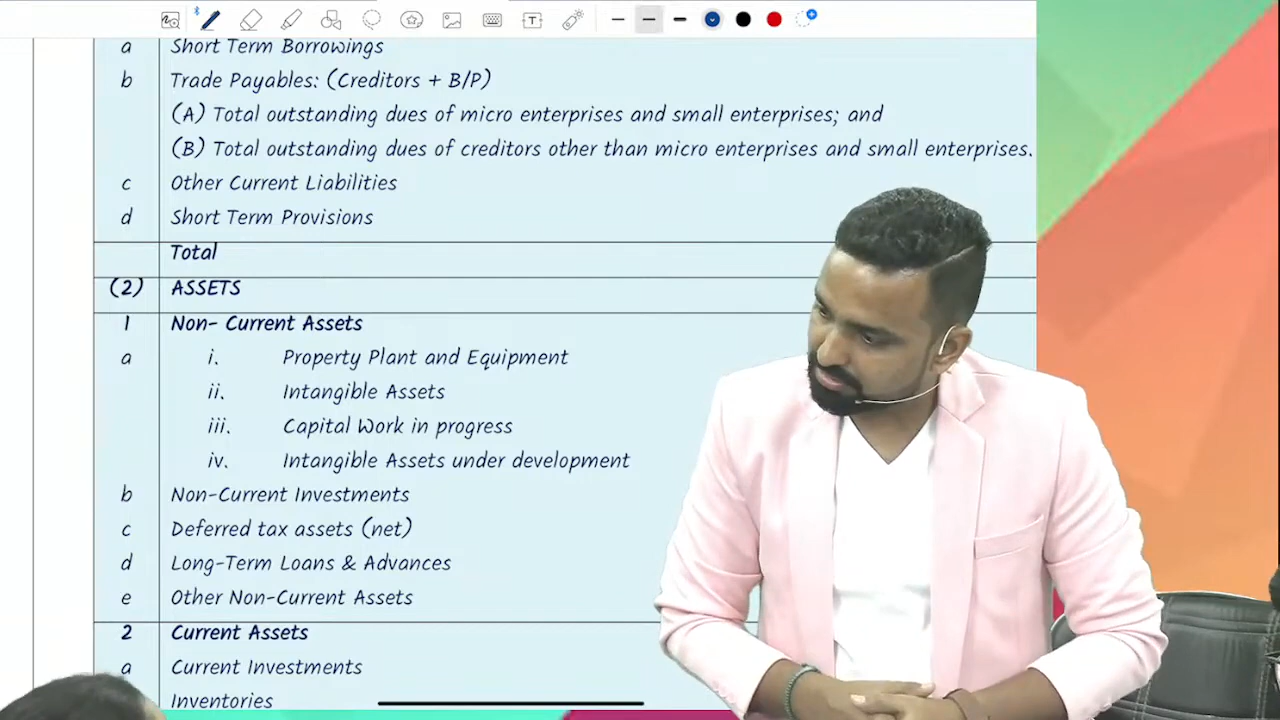 a Short Term Borrowings
b Trade Payables: (Creditors + B/P)
(A) Total outstanding dues of micro enterprises and small enterprises; and
(B) Total outstanding dues of creditors other than micro enterprises and small enterprises.
c Other Current Liabilities
d Short Term Provisions
Total
(2) ASSETS
1 Non- Current Assets
a i. Property Plant and Equipment
ii. Intangible Assets
iii. Capital Work in progress
iv. Intangible Assets under development
b Non-Current Investments
c Deferred tax assets (net)
d Long-Term Loans & Advances
e Other Non-Current Assets
2 Current Assets
a Current Investments
Inventories